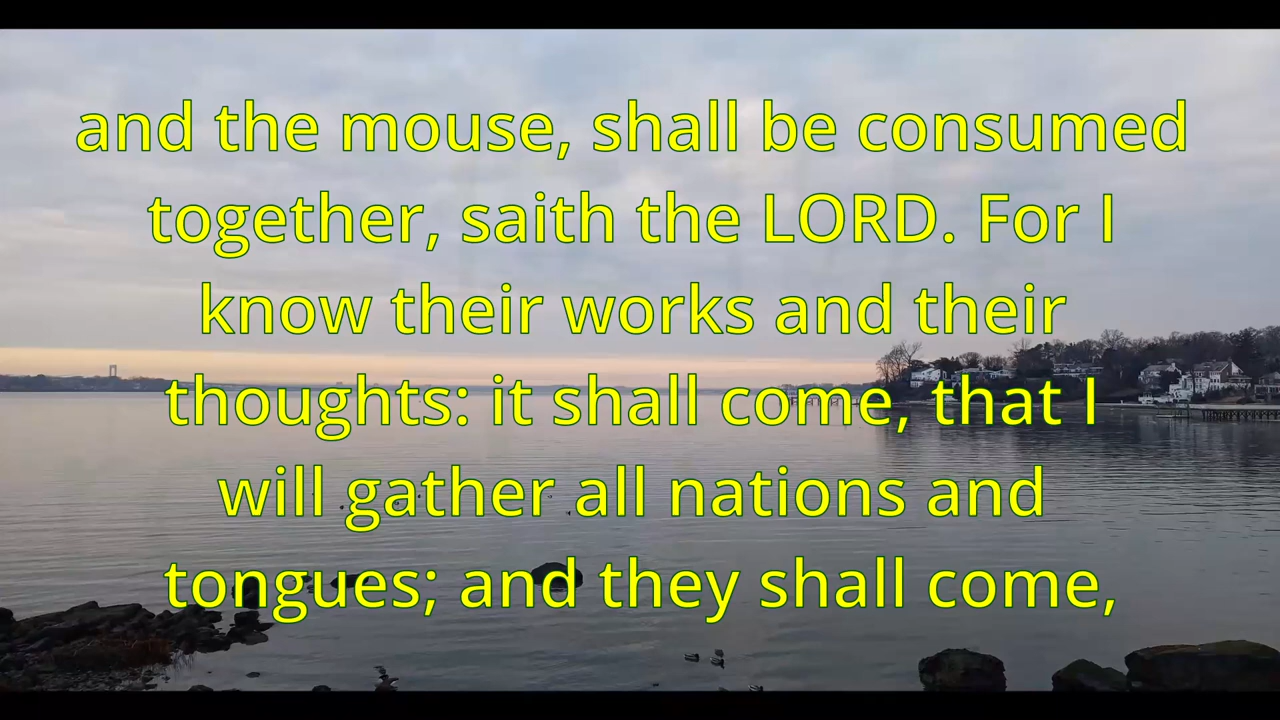 and the mouse, shall be consumed
together, saith the LORD. For I
know their works and their
thoughts: it shall come, that I
will gather all nations and
tongues; and they shall come,